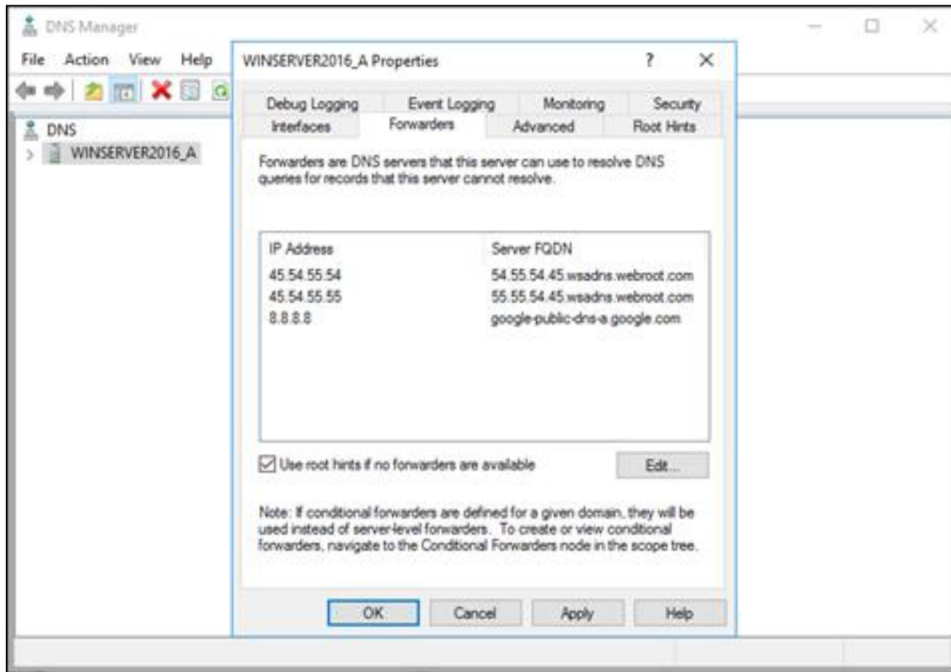 DNS Manager
File Action View Help
DNS
WINSERVER2016_A
WINSERVER2016_A Properties
? 
Debug Logging Event Logging Monitoring Security
Interfaces Forwarders Advanced Root Hints
Forwarders are DNS servers that this server can use to resolve DNS
queries for records that this server cannot resolve.
IP Address Server FQDN
45.54.55.54 54.55.54.45.wsadns.webroot.com
45.54.55.55 55.55.54.45.wsadns.webroot.com
8.8.8.8 google-public-dns-a.google.com
Use root hints if no forwarders are available Edit...
Note: If conditional forwarders are defined for a given domain, they will be
used instead of server-level forwarders. To create or view conditional
forwarders, navigate to the Conditional Forwarders node in the scope tree.
OK Cancel Apply Help